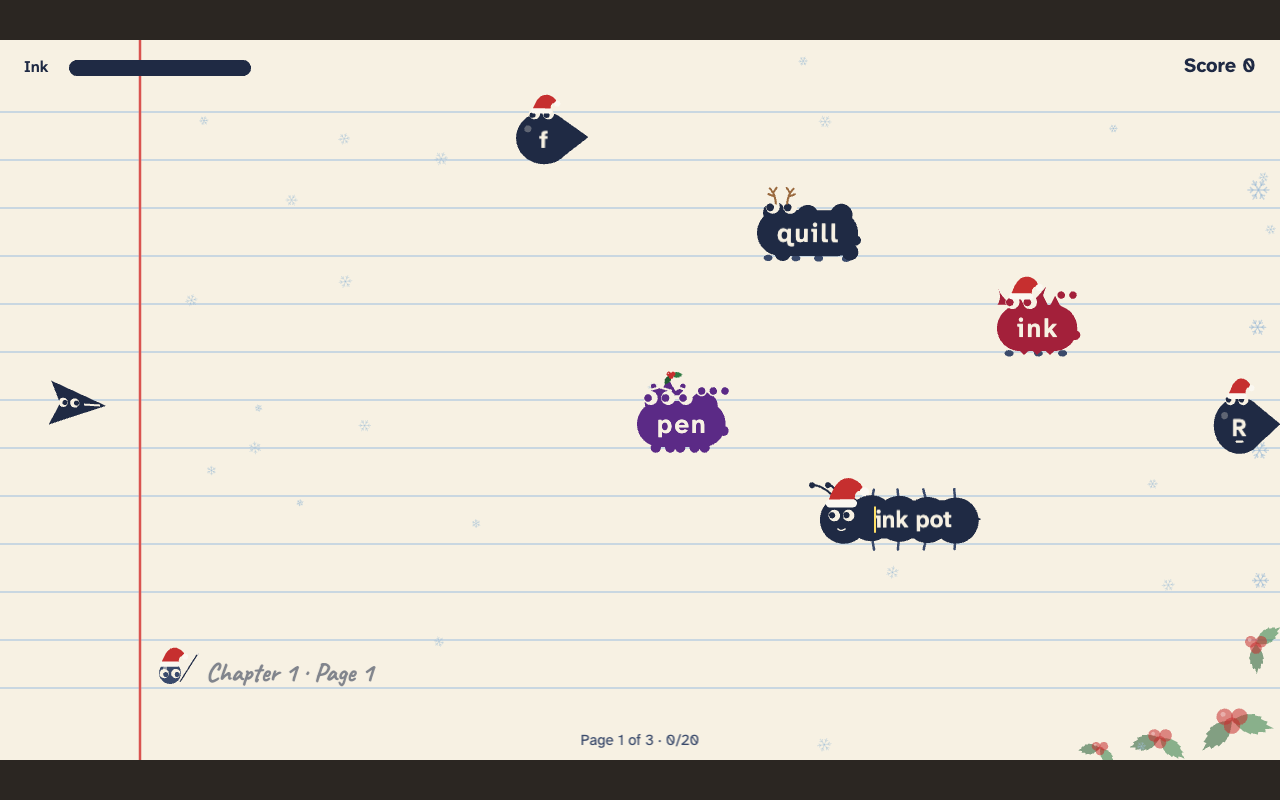 Ink
Score 0
f
quill
ink
pen
R
ink pot
Chapter 1 · Page 1
Page 1 of 3 · 0/20